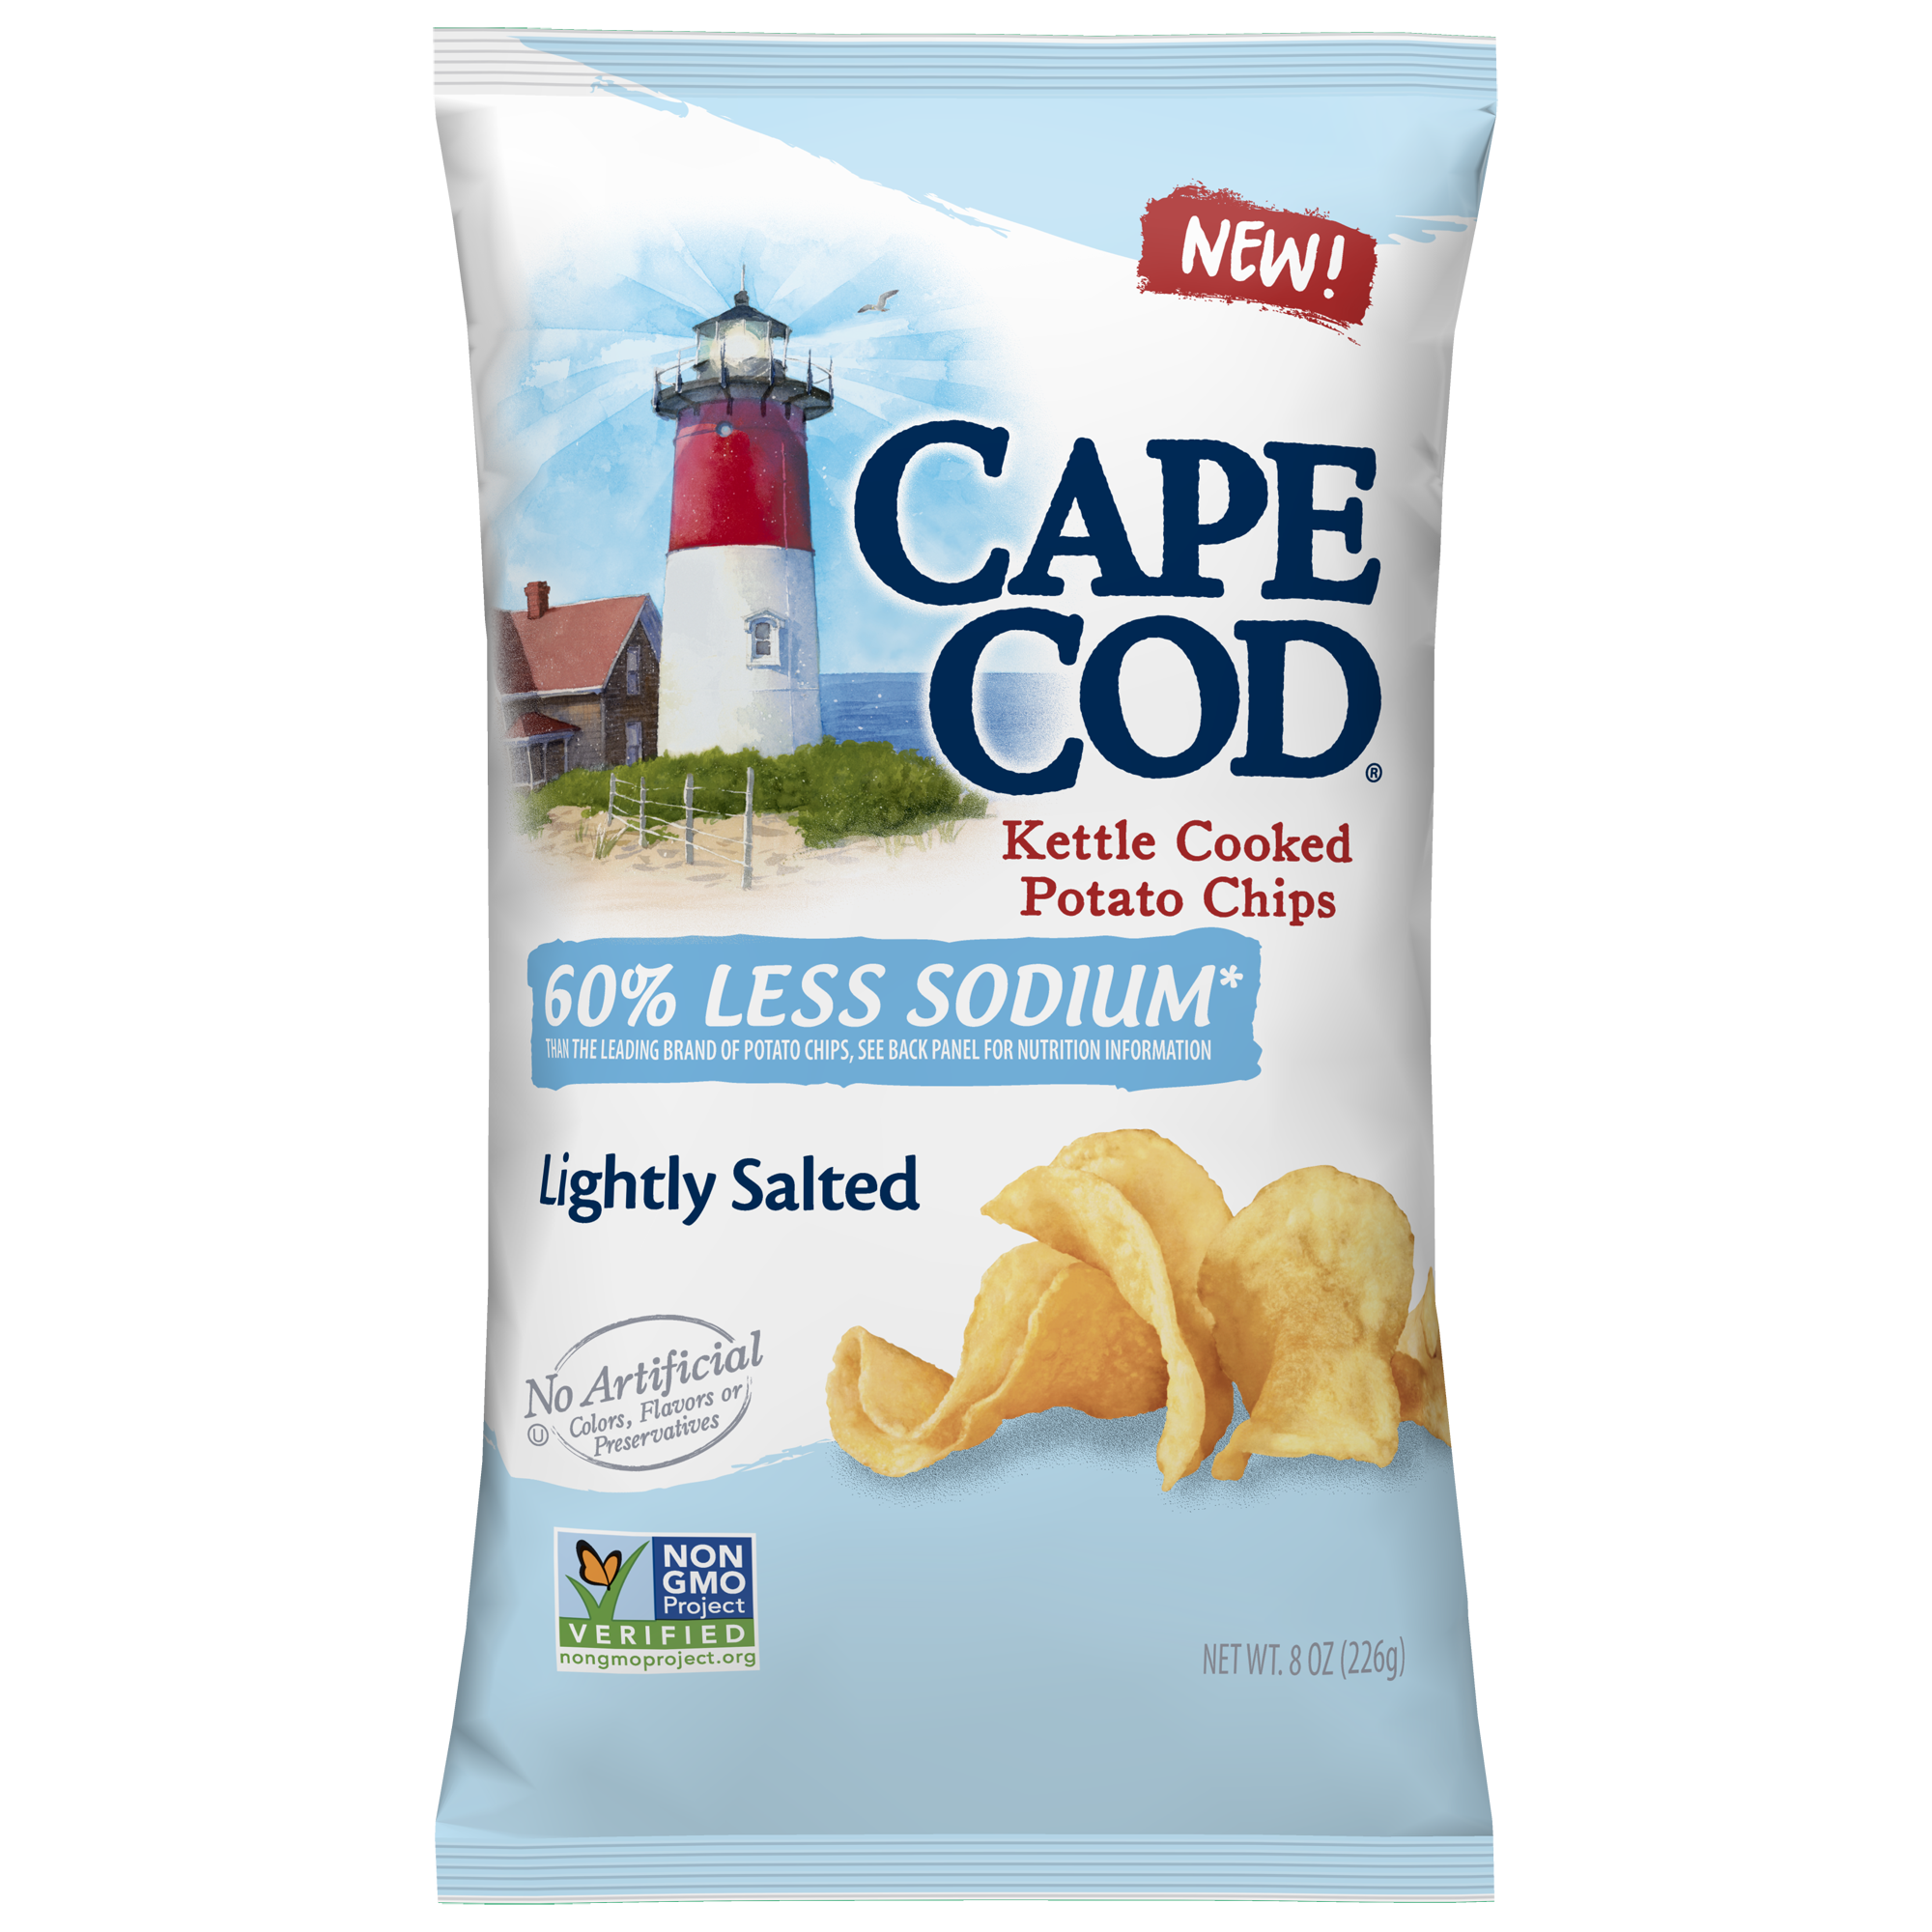 NEW!
CAPE
COD®
Kettle Cooked
Potato Chips
60% LESS SODIUM*
THAN THE LEADING BRAND OF POTATO CHIPS, SEE BACK PANEL FOR NUTRITION INFORMATION
Lightly Salted
No Artificial
Colors, Flavors or
Preservatives
U
NON
GMO
Project
VERIFIED
nongmoproject.org
NET WT. 8 OZ (226g)